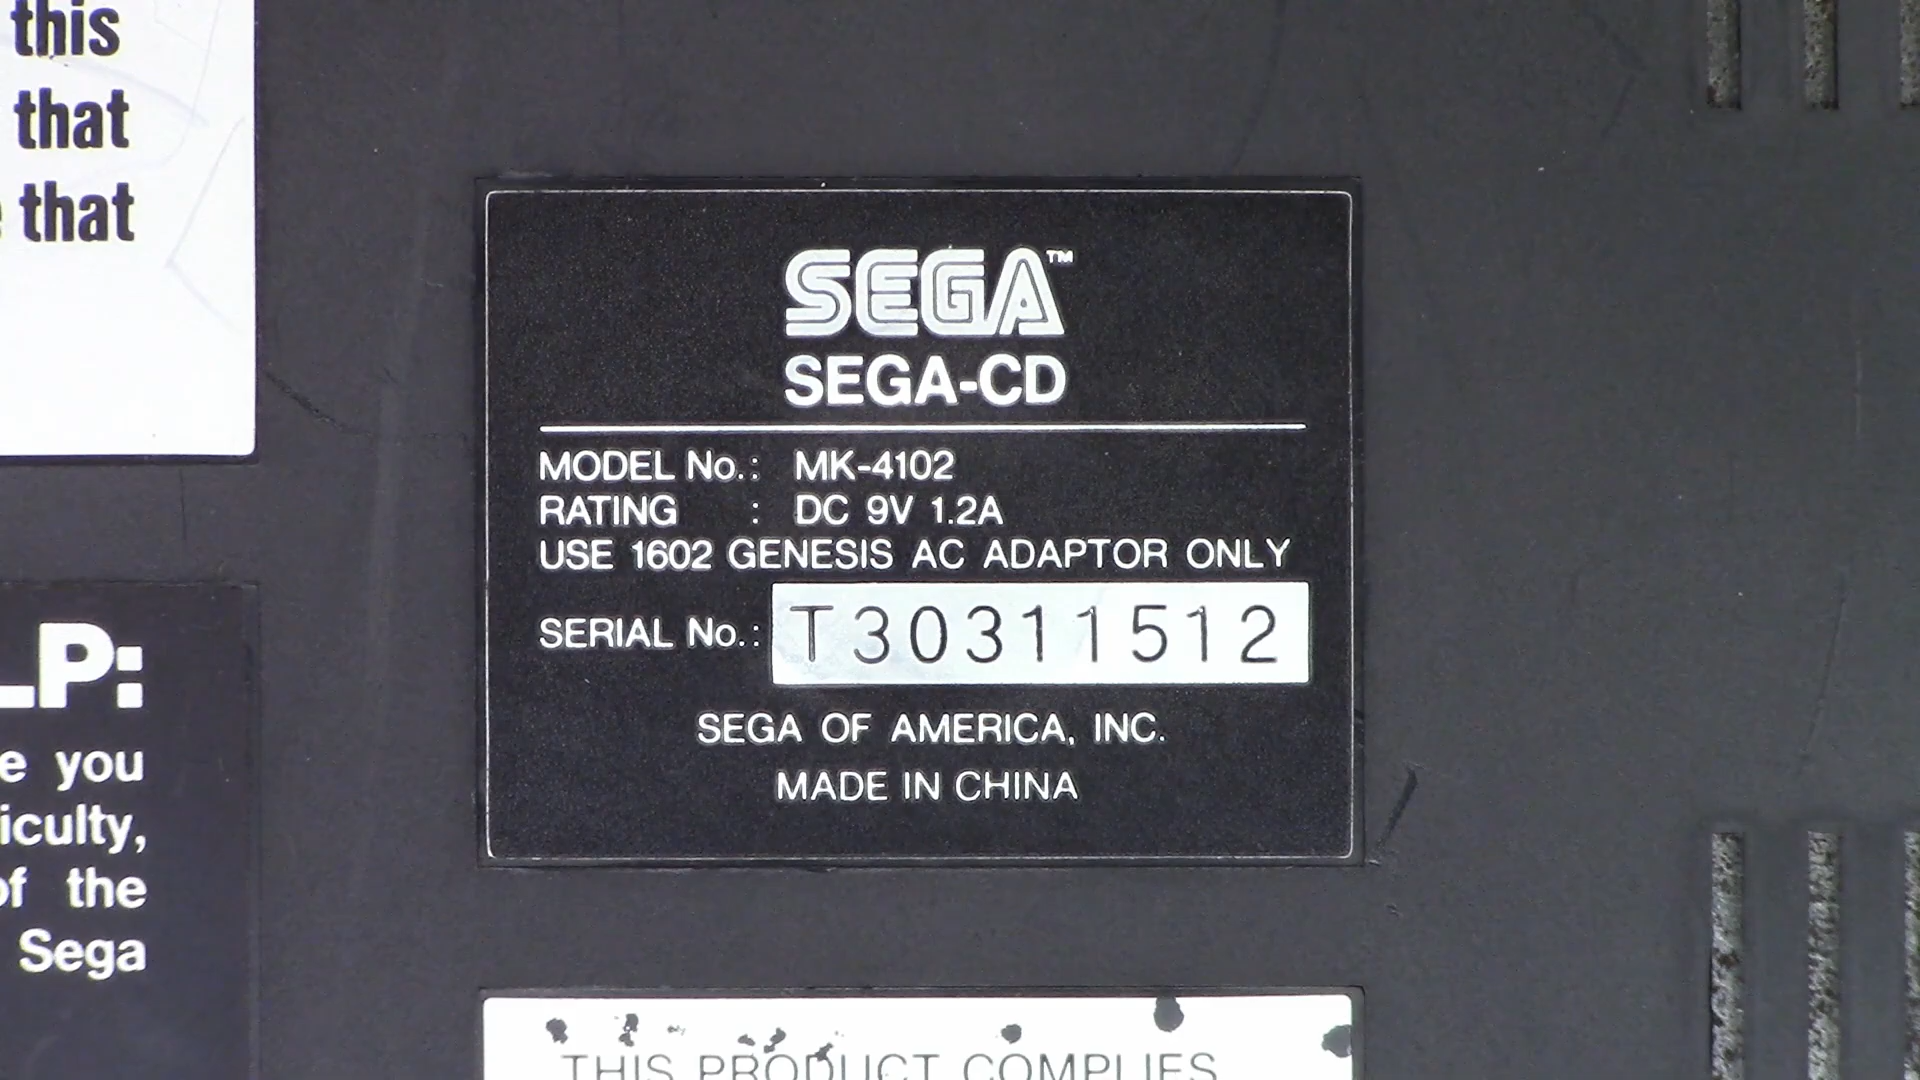 this
that
that
LP:
e you
iculty,
of the
Sega
SEGA™
SEGA-CD
MODEL No.: MK-4102
RATING : DC 9V 1.2A
USE 1602 GENESIS AC ADAPTOR ONLY
SERIAL No.: T30311512
SEGA OF AMERICA, INC.
MADE IN CHINA
THIS PRODUCT COMPLIES